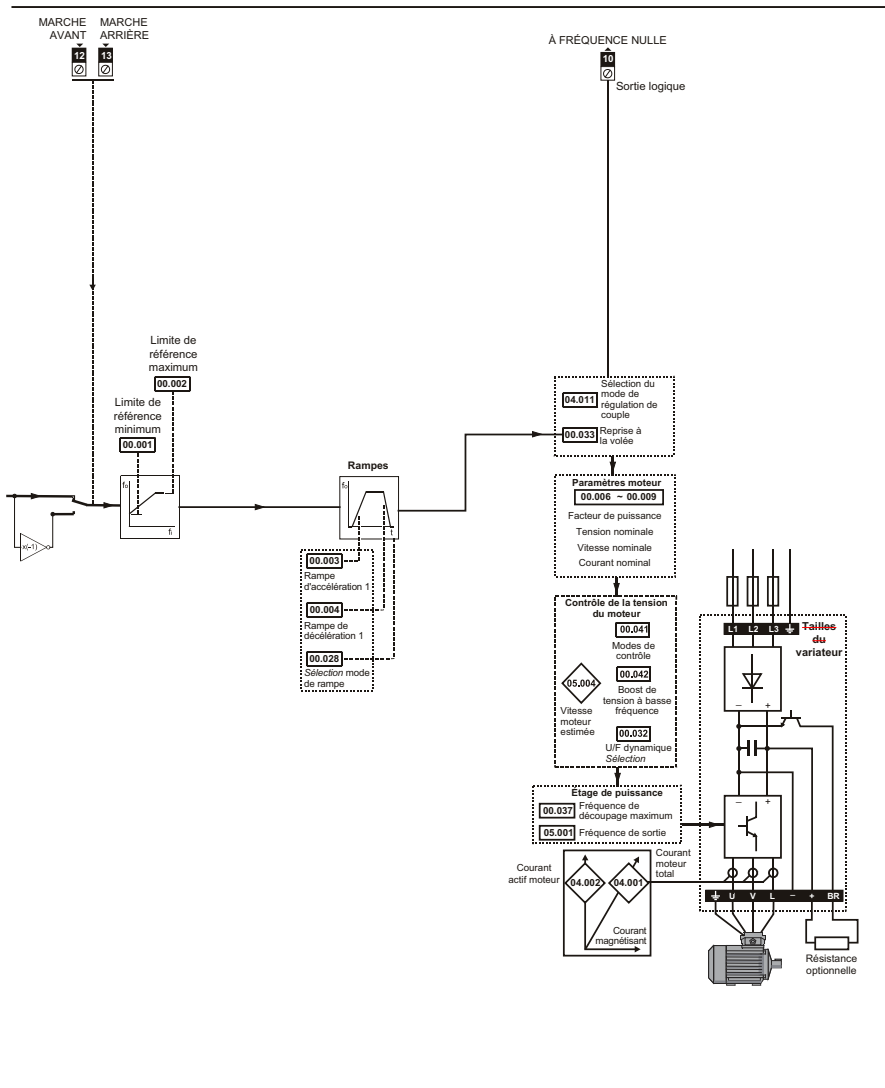 MARCHE
AVANT
MARCHE
ARRIÈRE
12
13
À FRÉQUENCE NULLE
10
Sortie logique
Limite de
référence
maximum
00.002
Limite de
référence
minimum
00.001
fo
fi
x(-1)
Rampes
fo
t
00.003
Rampe
d'accélération 1
00.004
Rampe de
décélération 1
00.028
Sélection mode
de rampe
04.011
Sélection du
mode de
régulation de
couple
00.033
Reprise à
la volée
Paramètres moteur
00.006 ~ 00.009
Facteur de puissance
Tension nominale
Vitesse nominale
Courant nominal
Contrôle de la tension
du moteur
00.041
Modes de
contrôle
00.042
Boost de
tension à basse
fréquence
05.004
Vitesse
moteur
estimée
00.032
U/F dynamique
Sélection
Étage de puissance
00.037 Fréquence de
découpage maximum
05.001 Fréquence de sortie
Courant
actif moteur
04.002
04.001
Courant
moteur
total
Courant
magnétisant
L1 L2 L3
Tailles
du
variateur
– +
– +
U V L – + BR
Résistance
optionnelle